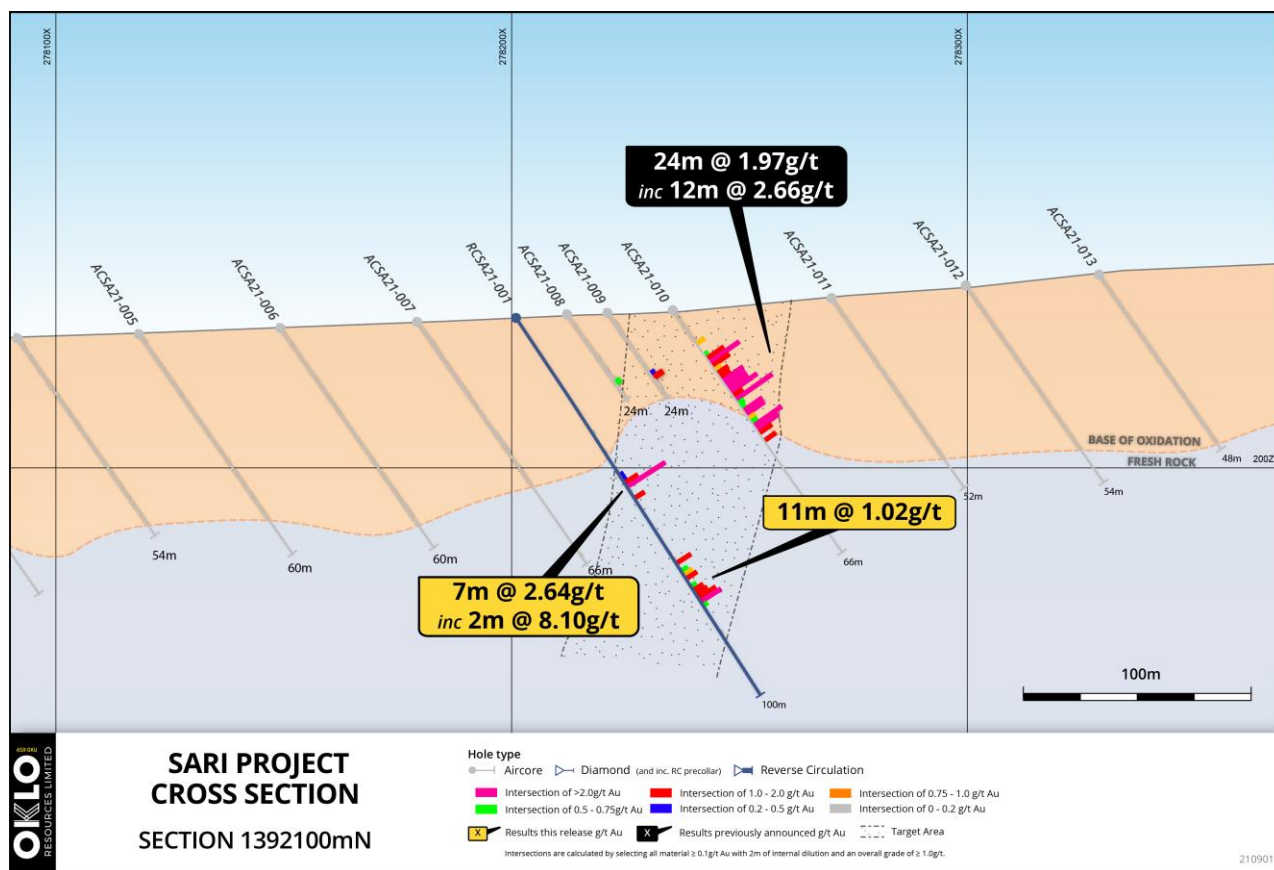 278100X
278200X
278300X
24m @ 1.97g/t
inc 12m @ 2.66g/t
ACSA21-005
ACSA21-006
ACSA21-007
RCSA21-001
ACSA21-008
ACSA21-009
ACSA21-010
ACSA21-011
ACSA21-012
ACSA21-013
24m
24m
BASE OF OXIDATION
FRESH ROCK
48m
200Z
52m
54m
11m @ 1.02g/t
54m
60m
60m
66m
66m
7m @ 2.64g/t
inc 2m @ 8.10g/t
100m
100m
ASX OKU
OKLO
RESOURCES LIMITED
SARI PROJECT
CROSS SECTION
SECTION 1392100mN
Hole type
Aircore
Diamond (and inc. RC precollar)
Reverse Circulation
Intersection of >2.0g/t Au
Intersection of 1.0 - 2.0 g/t Au
Intersection of 0.75 - 1.0 g/t Au
Intersection of 0.5 - 0.75g/t Au
Intersection of 0.2 - 0.5g/t Au
Intersection of 0 - 0.2 g/t Au
X Results this release g/t Au
X Results previously announced g/t Au
Target Area
Intersections are calculated by selecting all material ≥ 0.1g/t Au with 2m of internal dilution and an overall grade of ≥ 1.0g/t.
210901